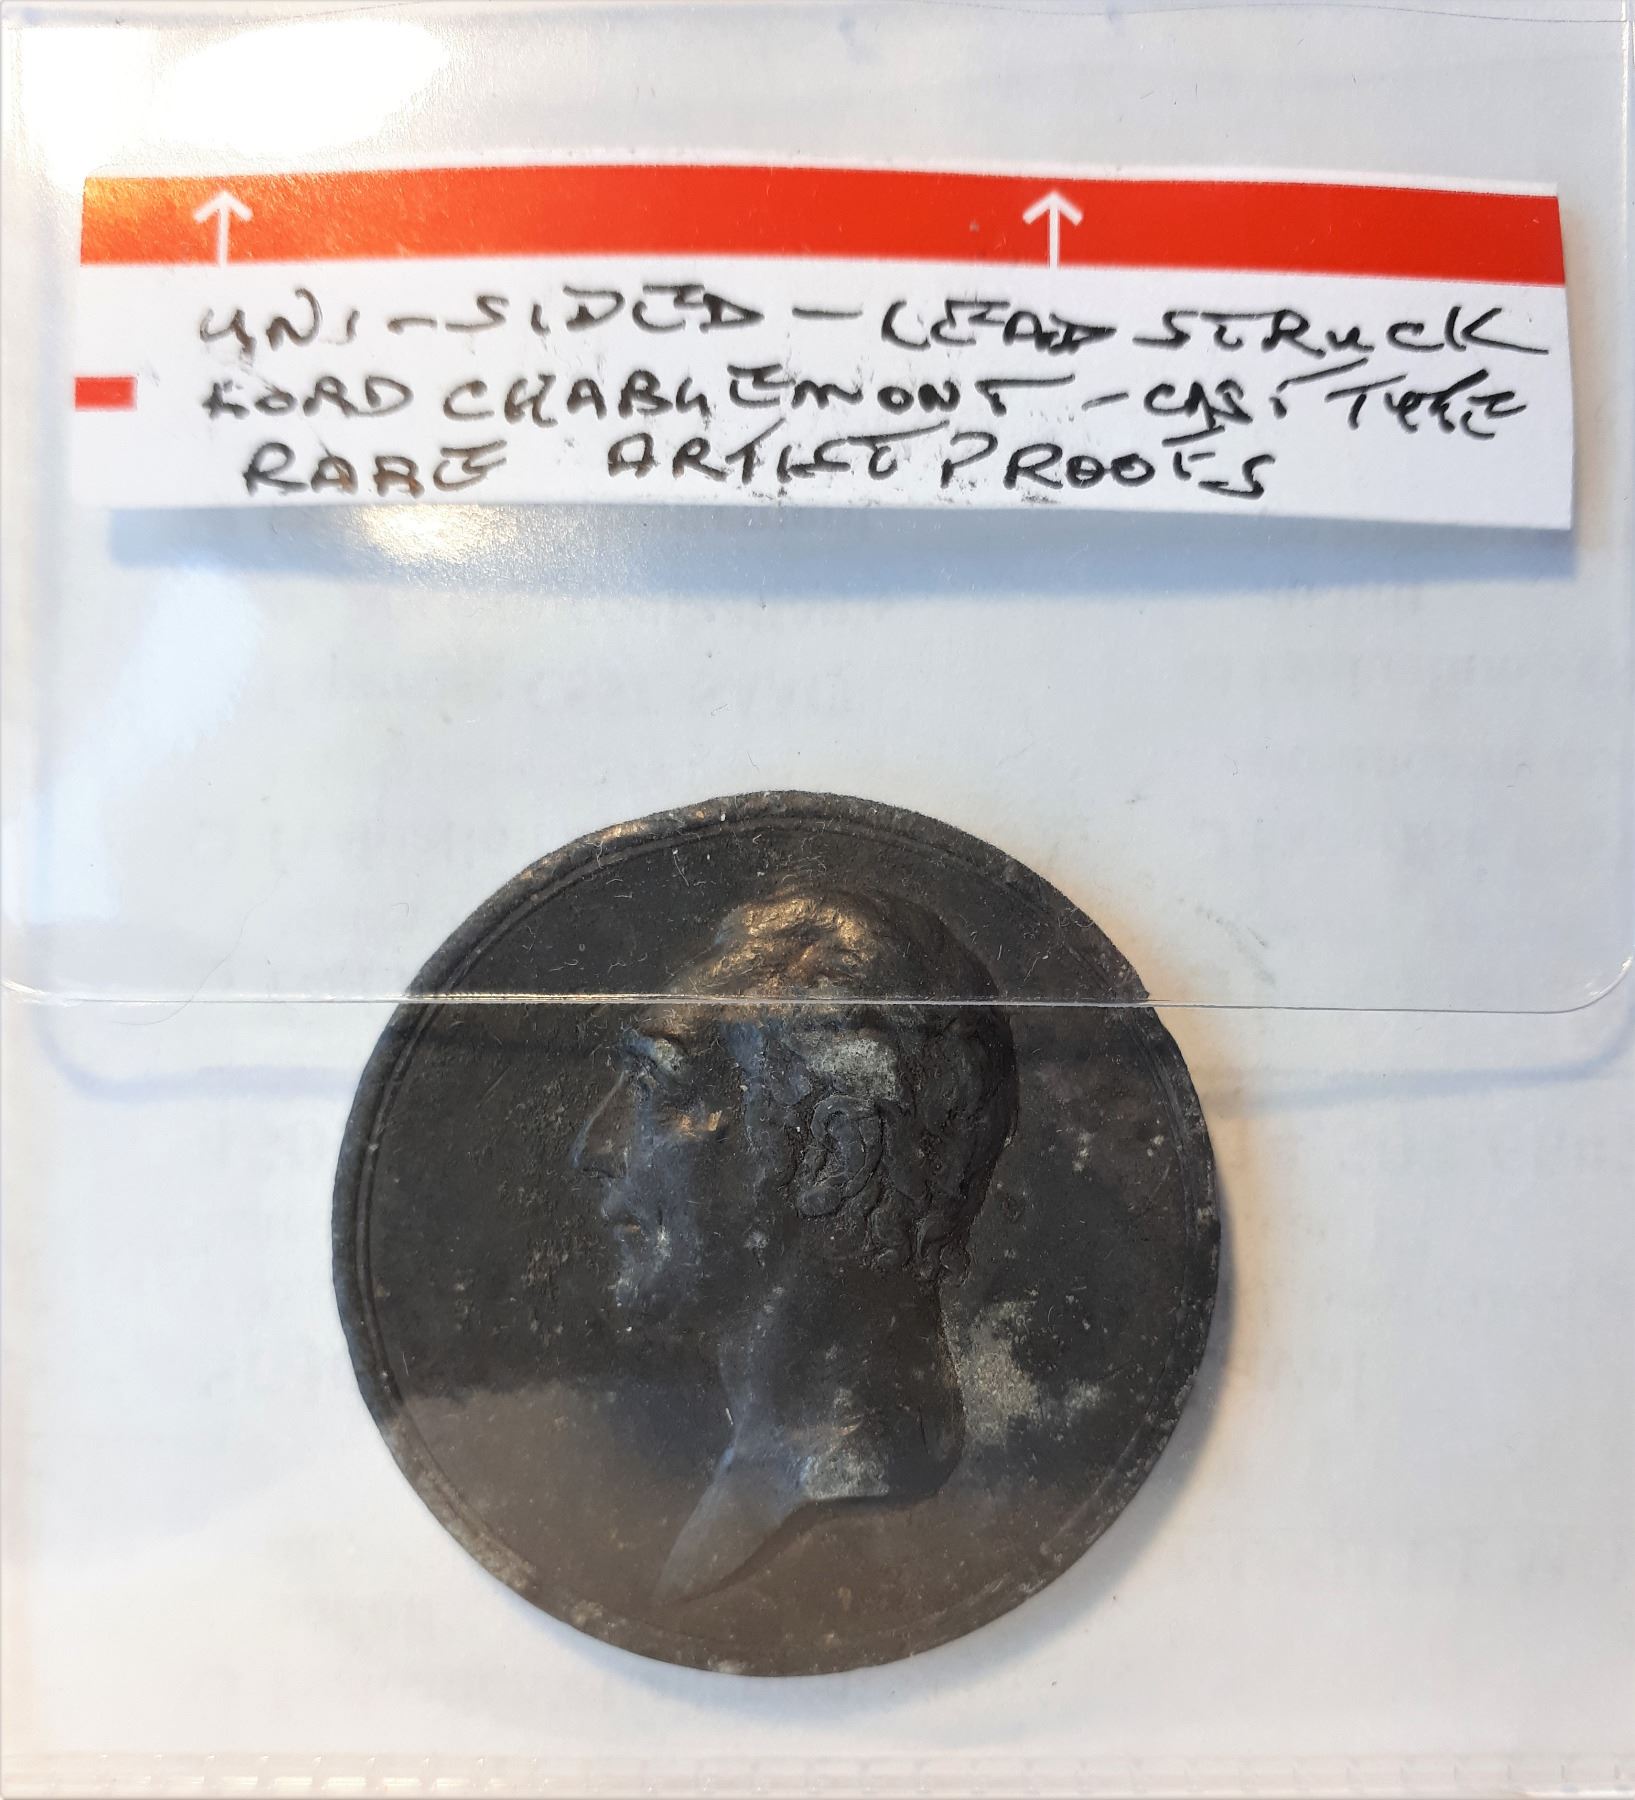 UNI-SIDED - LEAD STRUCK
LORD CHARLEMONT - CAST TYPE
RARE ARTIST PROOFS